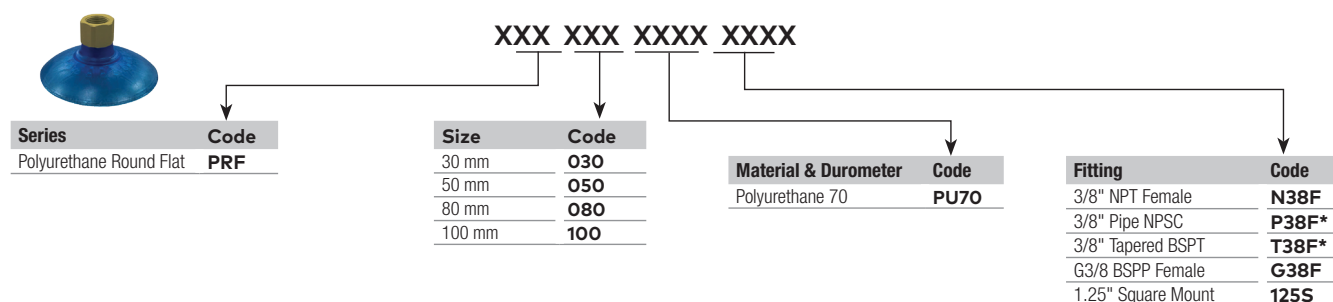 XXX XXX XXXX XXXX
Series Code
Polyurethane Round Flat PRF
Size Code
30 mm 030
50 mm 050
80 mm 080
100 mm 100
Material & Durometer Code
Polyurethane 70 PU70
Fitting Code
3/8" NPT Female N38F
3/8" Pipe NPSC P38F*
3/8" Tapered BSPT T38F*
G3/8 BSPP Female G38F
1.25" Square Mount 125S